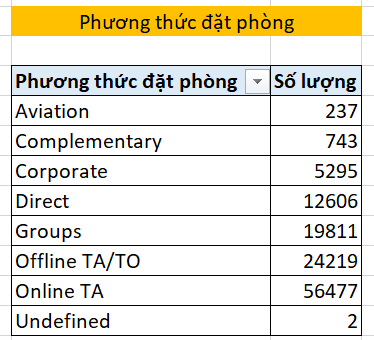 Phương thức đặt phòng
Phương thức đặt phòng Số lượng
Aviation 237
Complementary 743
Corporate 5295
Direct 12606
Groups 19811
Offline TA/TO 24219
Online TA 56477
Undefined 2